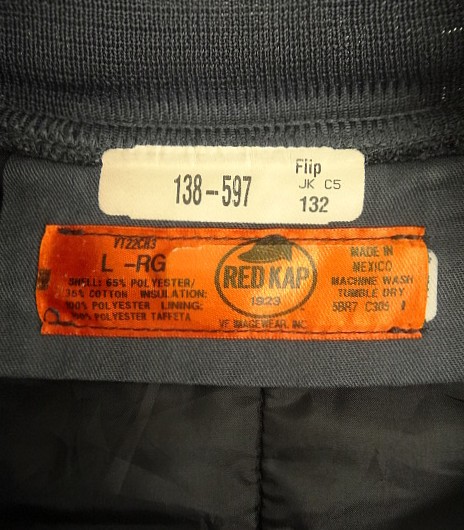 138-597
Flip
JK C5
132
L -RG
SHELL: 65% POLYESTER/
35% COTTON INSULATION:
100% POLYESTER LINING:
100% POLYESTER TAFFETA
RED KAP
1923
VF IMAGEWEAR, INC
MADE IN
MEXICO
MACHINE WASH
TUMBLE DRY
5BR7 C305